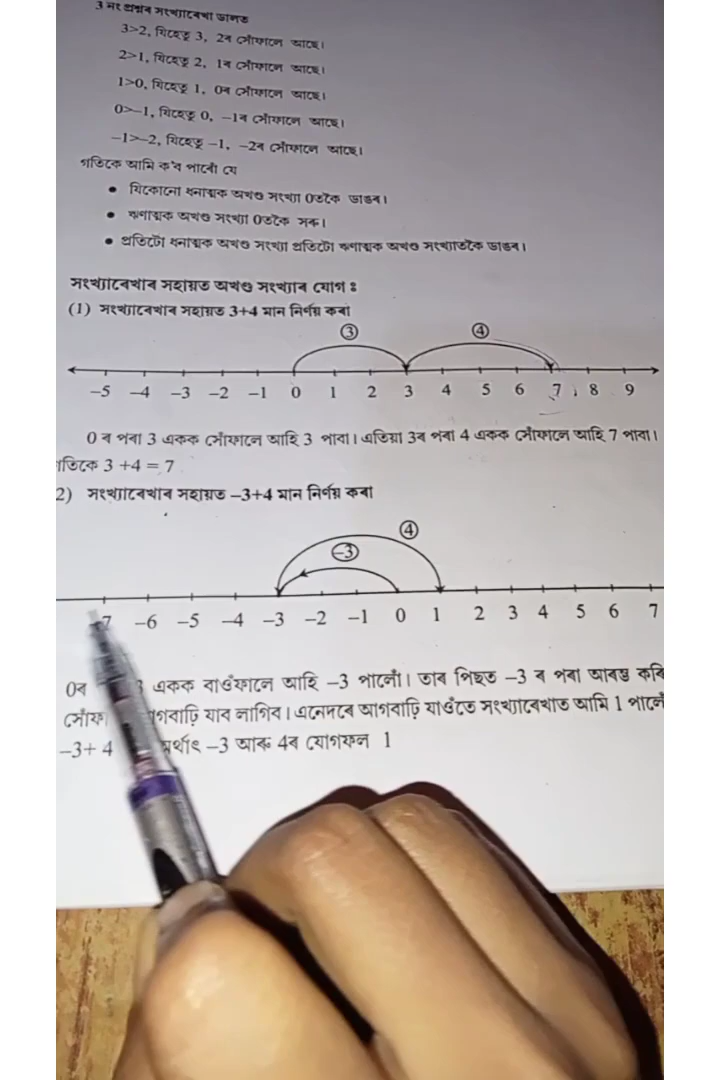 3 নং প্ৰশ্নৰ সংখ্যাৰেখা ডালত
3>2, যিহেতু 3, 2ৰ সোঁফালে আছে।
2>1, যিহেতু 2, 1ৰ সোঁফালে আছে।
1>0, যিহেতু 1, 0ৰ সোঁফালে আছে।
0>−1, যিহেতু 0, −1ৰ সোঁফালে আছে।
−1>−2, যিহেতু −1, −2ৰ সোঁফালে আছে।
গতিকে আমি ক'ব পাৰোঁ যে
• যিকোনো ধনাত্মক অখণ্ড সংখ্যা 0তকৈ ডাঙৰ।
• ঋণাত্মক অখণ্ড সংখ্যা 0তকৈ সৰু।
• প্ৰতিটো ধনাত্মক অখণ্ড সংখ্যা প্ৰতিটো ঋণাত্মক অখণ্ড সংখ্যাতকৈ ডাঙৰ।
সংখ্যাৰেখাৰ সহায়ত অখণ্ড সংখ্যাৰ যোগ ঃ
(1) সংখ্যাৰেখাৰ সহায়ত 3+4 মান নিৰ্ণয় কৰা
3 4
−5 −4 −3 −2 −1 0 1 2 3 4 5 6 7 8 9
0 ৰ পৰা 3 একক সোঁফালে আহি 3 পাবা। এতিয়া 3ৰ পৰা 4 একক সোঁফালে আহি 7 পাবা।
গতিকে 3 +4 = 7
2) সংখ্যাৰেখাৰ সহায়ত −3+4 মান নিৰ্ণয় কৰা
4
−3
−7 −6 −5 −4 −3 −2 −1 0 1 2 3 4 5 6 7
0ৰ 3 একক বাওঁফালে আহি −3 পালোঁ। তাৰ পিছত −3 ৰ পৰা আৰম্ভ কৰি
সোঁফা গবাঢ়ি যাব লাগিব। এনেদৰে আগবাঢ়ি যাওঁতে সংখ্যাৰেখাত আমি 1 পালোঁ
−3+ 4 অৰ্থাৎ −3 আৰু 4ৰ যোগফল 1